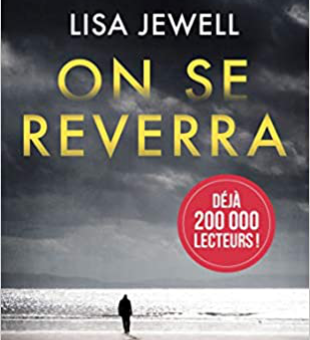 LISA JEWELL
ON SE
REVERRA
DÉJÀ
200 000
LECTEURS !